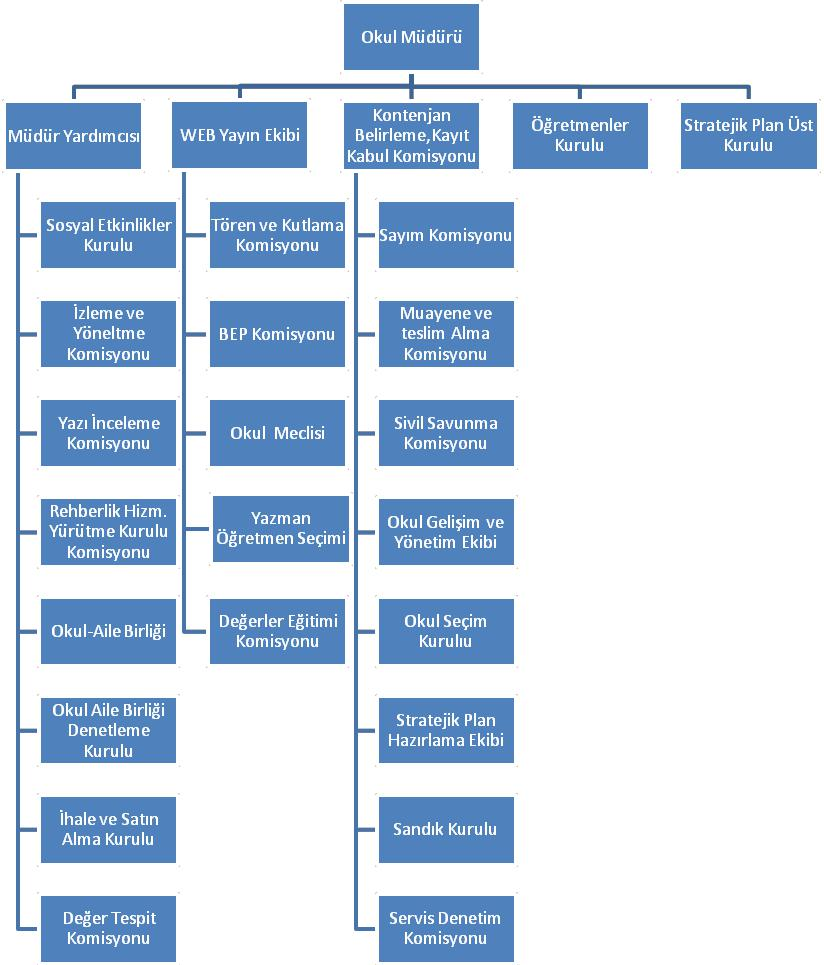 Okul Müdürü
Müdür Yardımcısı
WEB Yayın Ekibi
Kontenjan
Belirleme,Kayıt
Kabul Komisyonu
Öğretmenler
Kurulu
Stratejik Plan Üst
Kurulu
Sosyal Etkinlikler
Kurulu
İzleme ve
Yöneltme
Komisyonu
Yazı İnceleme
Komisyonu
Rehberlik Hizm.
Yürütme Kurulu
Komisyonu
Okul-Aile Birliği
Okul Aile Birliği
Denetleme
Kurulu
İhale ve Satın
Alma Kurulu
Değer Tespit
Komisyonu
Tören ve Kutlama
Komisyonu
BEP Komisyonu
Okul Meclisi
Yazman
Öğretmen Seçimi
Değerler Eğitimi
Komisyonu
Sayım Komisyonu
Muayene ve
teslim Alma
Komisyonu
Sivil Savunma
Komisyonu
Okul Gelişim ve
Yönetim Ekibi
Okul Seçim
Kurulıu
Stratejik Plan
Hazırlama Ekibi
Sandık Kurulu
Servis Denetim
Komisyonu